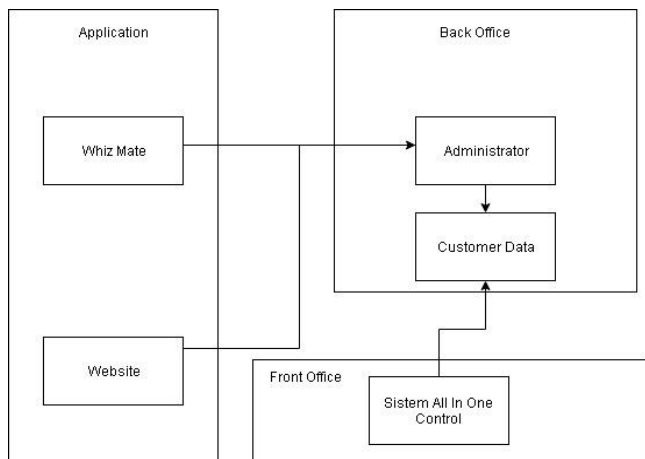 Application
Back Office
Whiz Mate
Administrator
Customer Data
Website
Front Office
Sistem All In One
Control